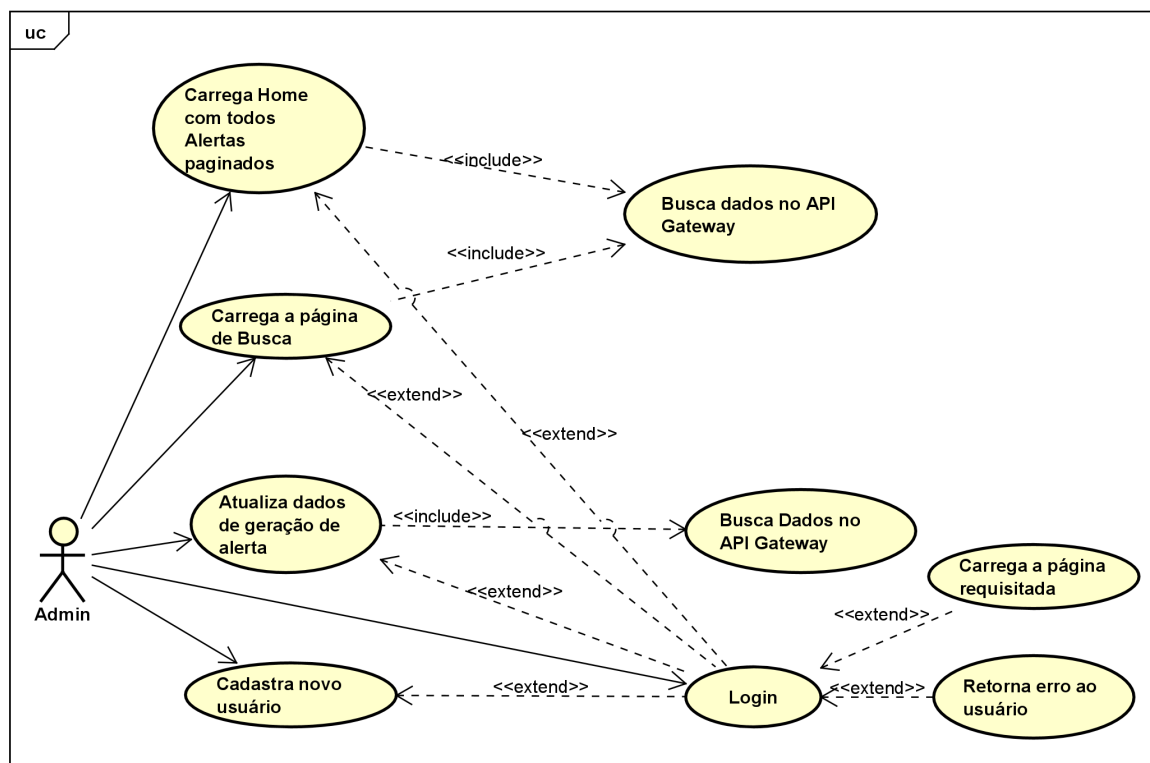 uc
Carrega Home
com todos
Alertas
paginados
<<include>>
Busca dados no API
Gateway
<<include>>
Carrega a página
de Busca
<<extend>>
<<extend>>
Atualiza dados
de geração de
alerta
<<include>>
Busca Dados no
API Gateway
Carrega a página
requisitada
<<extend>>
<<extend>>
Admin
Cadastra novo
usuário
<<extend>>
Login
<<extend>>
Retorna erro ao
usuário